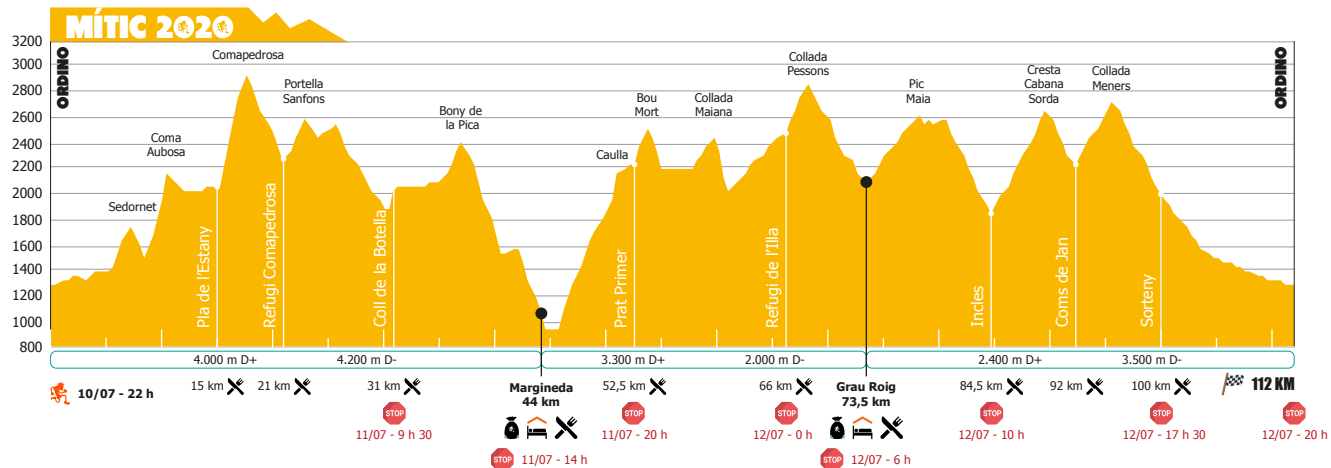 MÍTIC 2020
3200
3000
2800
2600
2400
2200
2000
1800
1600
1400
1200
1000
800
ORDINO
Sedornet
Coma
Aubosa
Comapedrosa
Portella
Sanfons
Bony de
la Pica
Caulla
Bou
Mort
Collada
Maiana
Collada
Pessons
Pic
Maia
Cresta
Cabana
Sorda
Collada
Meners
ORDINO
Pla de l'Estany
Refugi Comapedrosa
Coll de la Botella
Prat Primer
Refugi de l'Illa
Incles
Coms de Jan
Sorteny
4.000 m D+
4.200 m D-
3.300 m D+
2.000 m D-
2.400 m D+
3.500 m D-
10/07 - 22 h
15 km
21 km
31 km
STOP
11/07 - 9 h 30
Margineda
44 km
STOP
11/07 - 14 h
52,5 km
STOP
11/07 - 20 h
66 km
STOP
12/07 - 0 h
Grau Roig
73,5 km
STOP
12/07 - 6 h
84,5 km
STOP
12/07 - 10 h
92 km
100 km
STOP
12/07 - 17 h 30
112 KM
STOP
12/07 - 20 h